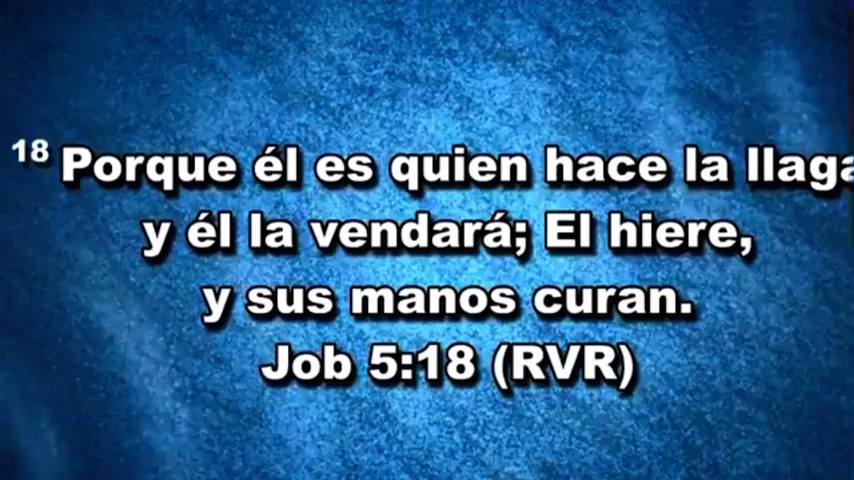 18 Porque él es quien hace la llaga
y él la vendará; El hiere,
y sus manos curan.
Job 5:18 (RVR)